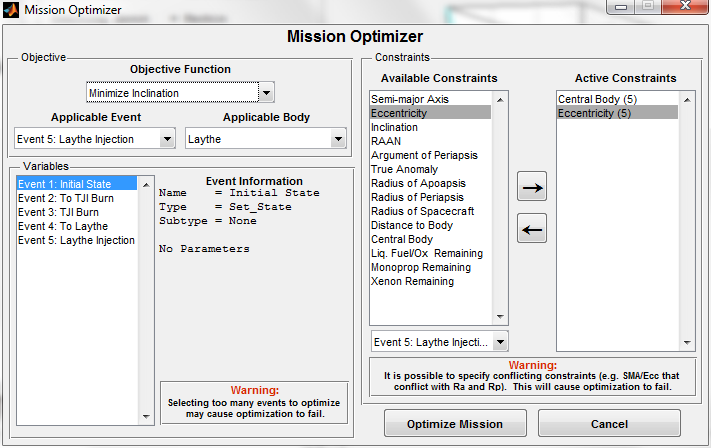 Mission Optimizer
Mission Optimizer
Objective
Objective Function
Minimize Inclination
Applicable Event
Applicable Body
Event 5: Laythe Injection
Laythe
Variables
Event 1: Initial State
Event 2: To TJI Burn
Event 3: TJI Burn
Event 4: To Laythe
Event 5: Laythe Injection
Event Information
Name = Initial State
Type = Set_State
Subtype = None
No Parameters
Warning:
Selecting too many events to optimize
may cause optimization to fail.
Constraints
Available Constraints
Semi-major Axis
Eccentricity
Inclination
RAAN
Argument of Periapsis
True Anomaly
Radius of Apoapsis
Radius of Periapsis
Radius of Spacecraft
Distance to Body
Central Body
Liq. Fuel/Ox Remaining
Monoprop Remaining
Xenon Remaining
Event 5: Laythe Injecti...
Active Constraints
Central Body (5)
Eccentricity (5)
Warning:
It is possible to specify conflicting constraints (e.g. SMA/Ecc that
conflict with Ra and Rp). This will cause optimization to fail.
Optimize Mission
Cancel